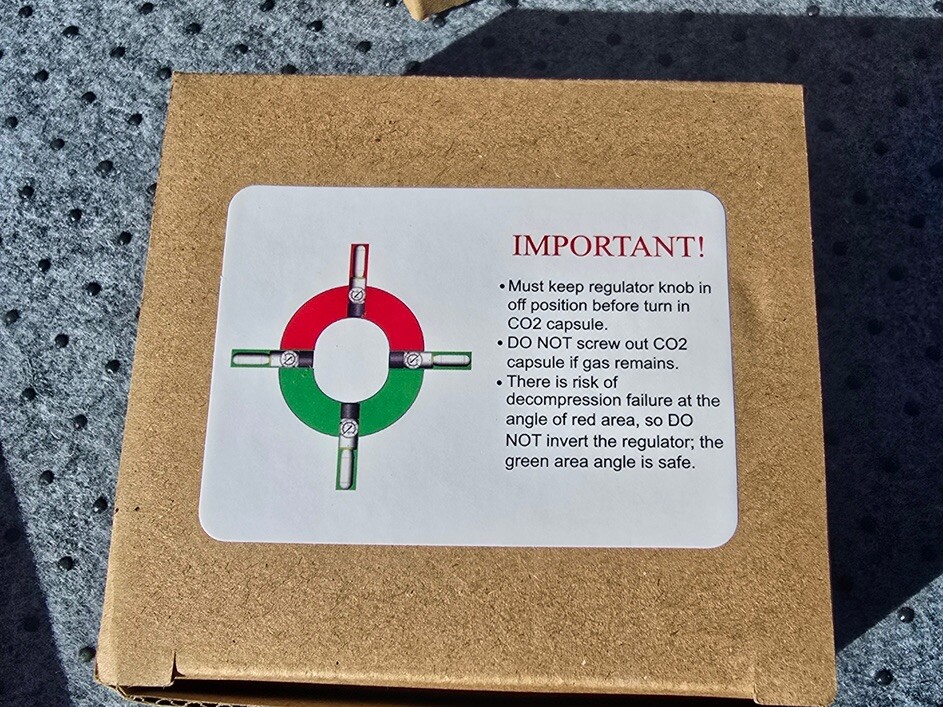 IMPORTANT!
• Must keep regulator knob in
off position before turn in
CO2 capsule.
• DO NOT screw out CO2
capsule if gas remains.
• There is risk of
decompression failure at the
angle of red area, so DO
NOT invert the regulator; the
green area angle is safe.